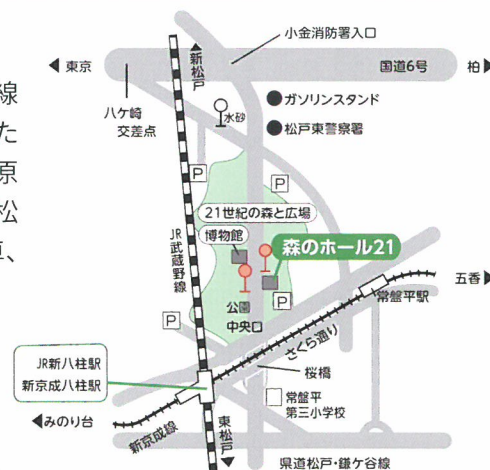 小金消防署入口
◀東京
新松戸
国道6号
柏▶
線
八ケ崎
交差点
水砂
ガソリンスタンド
松戸東警察署
た
原
松
P
P
21世紀の森と広場
博物館
森のホール21
JR武蔵野線
五香▶
常盤平駅
公園
中央口
P
P
さくら通り
JR新八柱駅
新京成八柱駅
桜橋
常盤平
第三小学校
◀みのり台
新京成線
東松戸
県道松戸・鎌ケ谷線